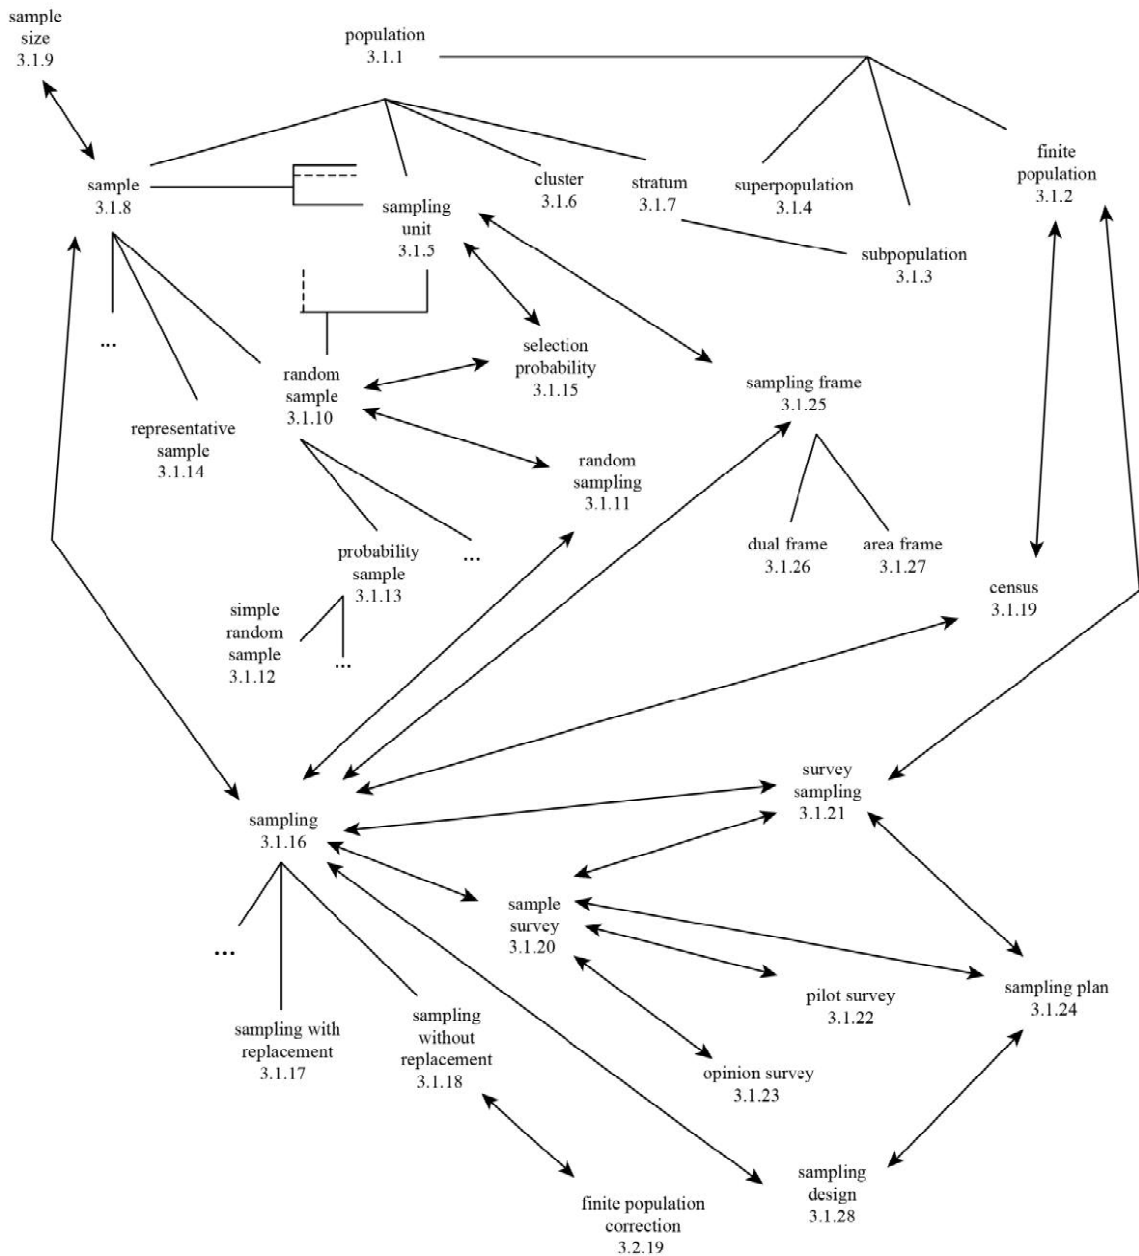 sample
size
3.1.9
population
3.1.1
finite
population
3.1.2
sample
3.1.8
cluster
3.1.6
stratum
3.1.7
superpopulation
3.1.4
sampling
unit
3.1.5
subpopulation
3.1.3
...
selection
probability
3.1.15
random
sample
3.1.10
sampling frame
3.1.25
representative
sample
3.1.14
random
sampling
3.1.11
probability
sample
3.1.13
...
dual frame
3.1.26
area frame
3.1.27
census
3.1.19
simple
random
sample
3.1.12
...
survey
sampling
3.1.21
sampling
3.1.16
sample
survey
3.1.20
...
pilot survey
3.1.22
sampling plan
3.1.24
sampling with
replacement
3.1.17
sampling
without
replacement
3.1.18
opinion survey
3.1.23
sampling
design
3.1.28
finite population
correction
3.2.19